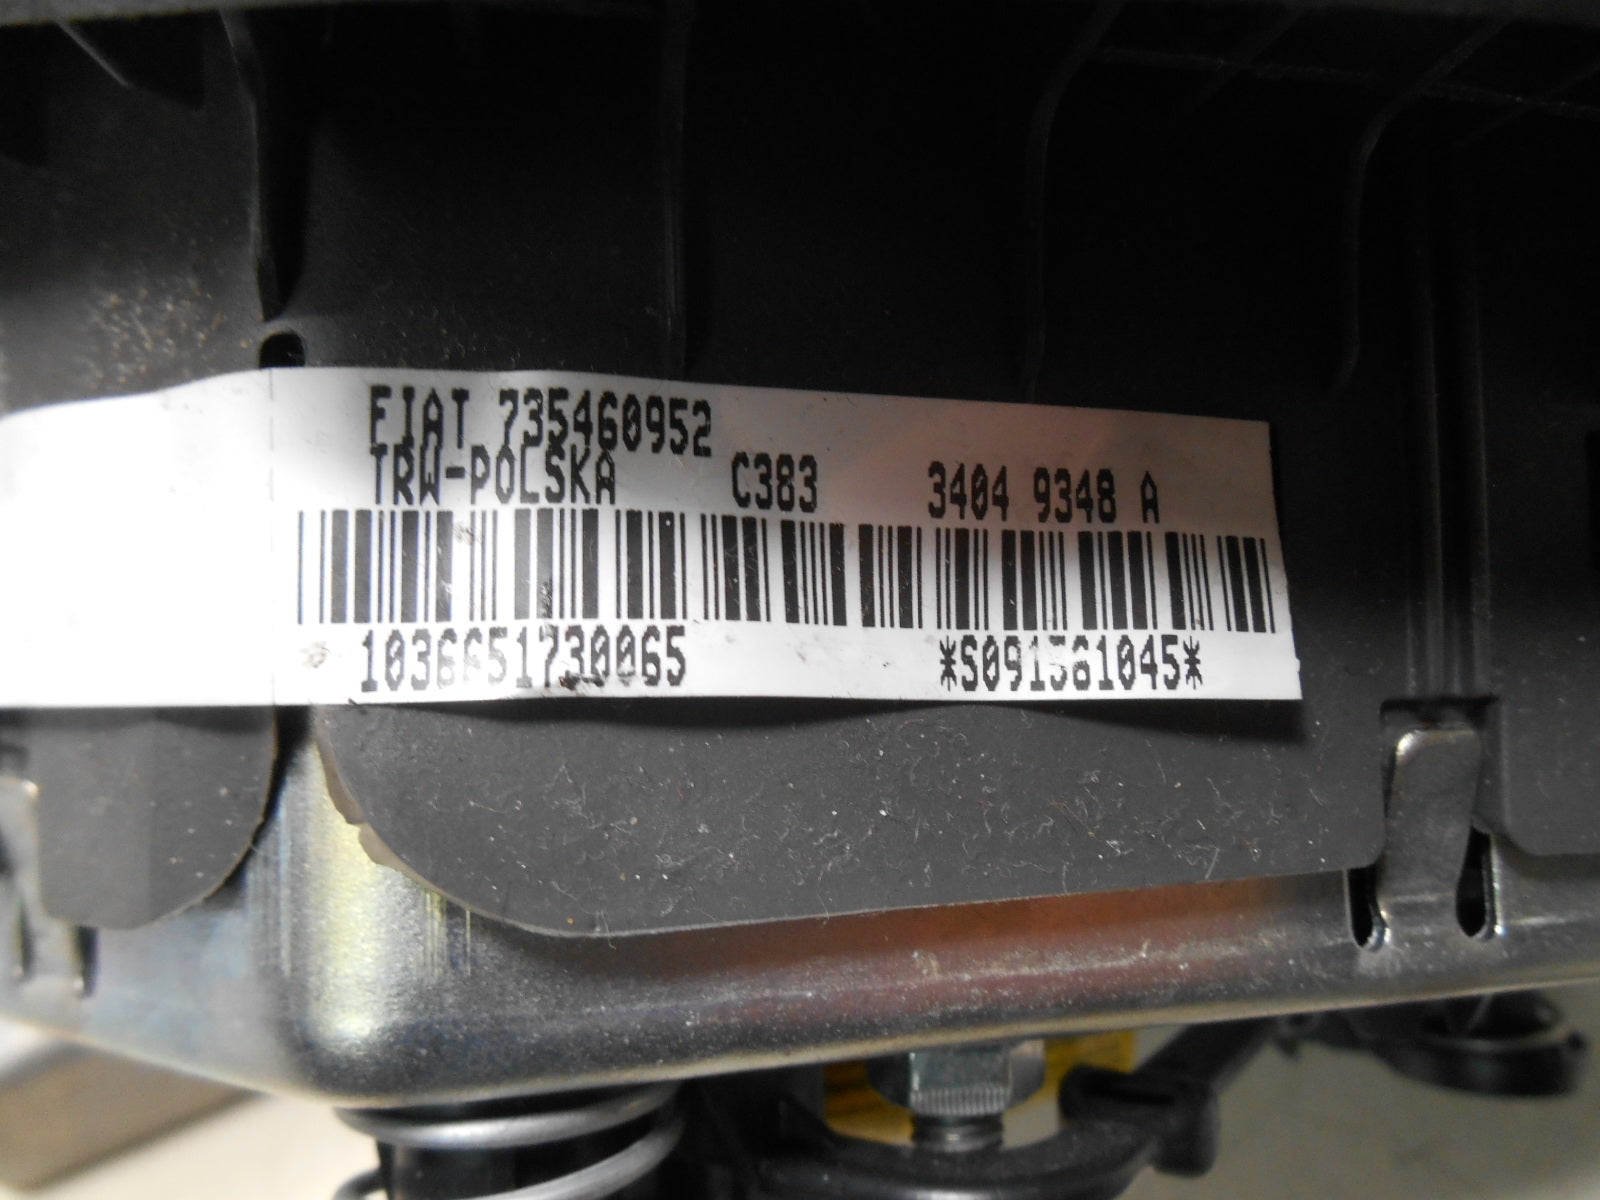 FIAT 735460952
TRW-POLSKA C383 3404 9348 A
*S091561045*